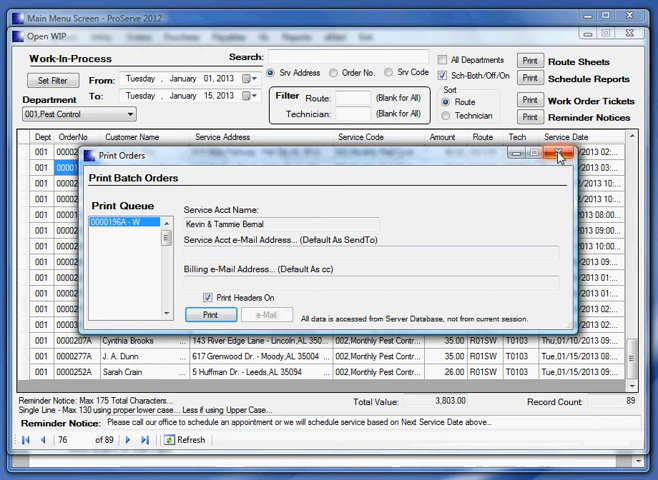 Main Menu Screen - ProServe 2012
Open WIP
Work-In-Process
Search:
Set Filter
From: Tuesday , January 01, 2013
To: Tuesday , January 15, 2013
Department
001,Pest Control
Srv Address Order No. Srv Code
Filter Route: (Blank for All)
Technician: (Blank for All)
All Departments
Sch-Both/Off/On
Sort
Route
Technician
Print Route Sheets
Print Schedule Reports
Print Work Order Tickets
Print Reminder Notices
Dept OrderNo Customer Name Service Address Service Code Amount Route Tech Service Date
Print Orders
Print Batch Orders
Print Queue
0000196A - W
Service Acct Name:
Kevin & Tammie Bernal
Service Acct e-Mail Address... (Default As SendTo)
Billing e-Mail Address... (Default As cc)
Print Headers On
Print e-Mail All data is accessed from Server Database, not from current session.
001 0000207A Cynthia Brooks 143 River Edge Lane - Lincoln,AL 350... 002,Monthly Pest Contr... 35.00 R01SW T0103 Thu,01/10/2013 09:...
001 0000277A J. A. Dunn 617 Grenwood Dr. - Moody,AL 35004 002,Monthly Pest Contr... 35.00 R01SW T0103 Tue,01/15/2013 08:...
001 0000252A Sarah Crain 5 Huffman Dr. - Leeds,AL 35094 002,Monthly Pest Contr... 26.00 R01SW T0103 Tue,01/15/2013 09:...
Reminder Notice: Max 175 Total Characters...
Single Line - Max 130 using proper lower case... Less if using Upper Case...
Total Value: 3,803.00 Record Count: 89
Reminder Notice: Please call our office to schedule an appointment or we will schedule service based on Next Service Date above..
76 of 89 Refresh